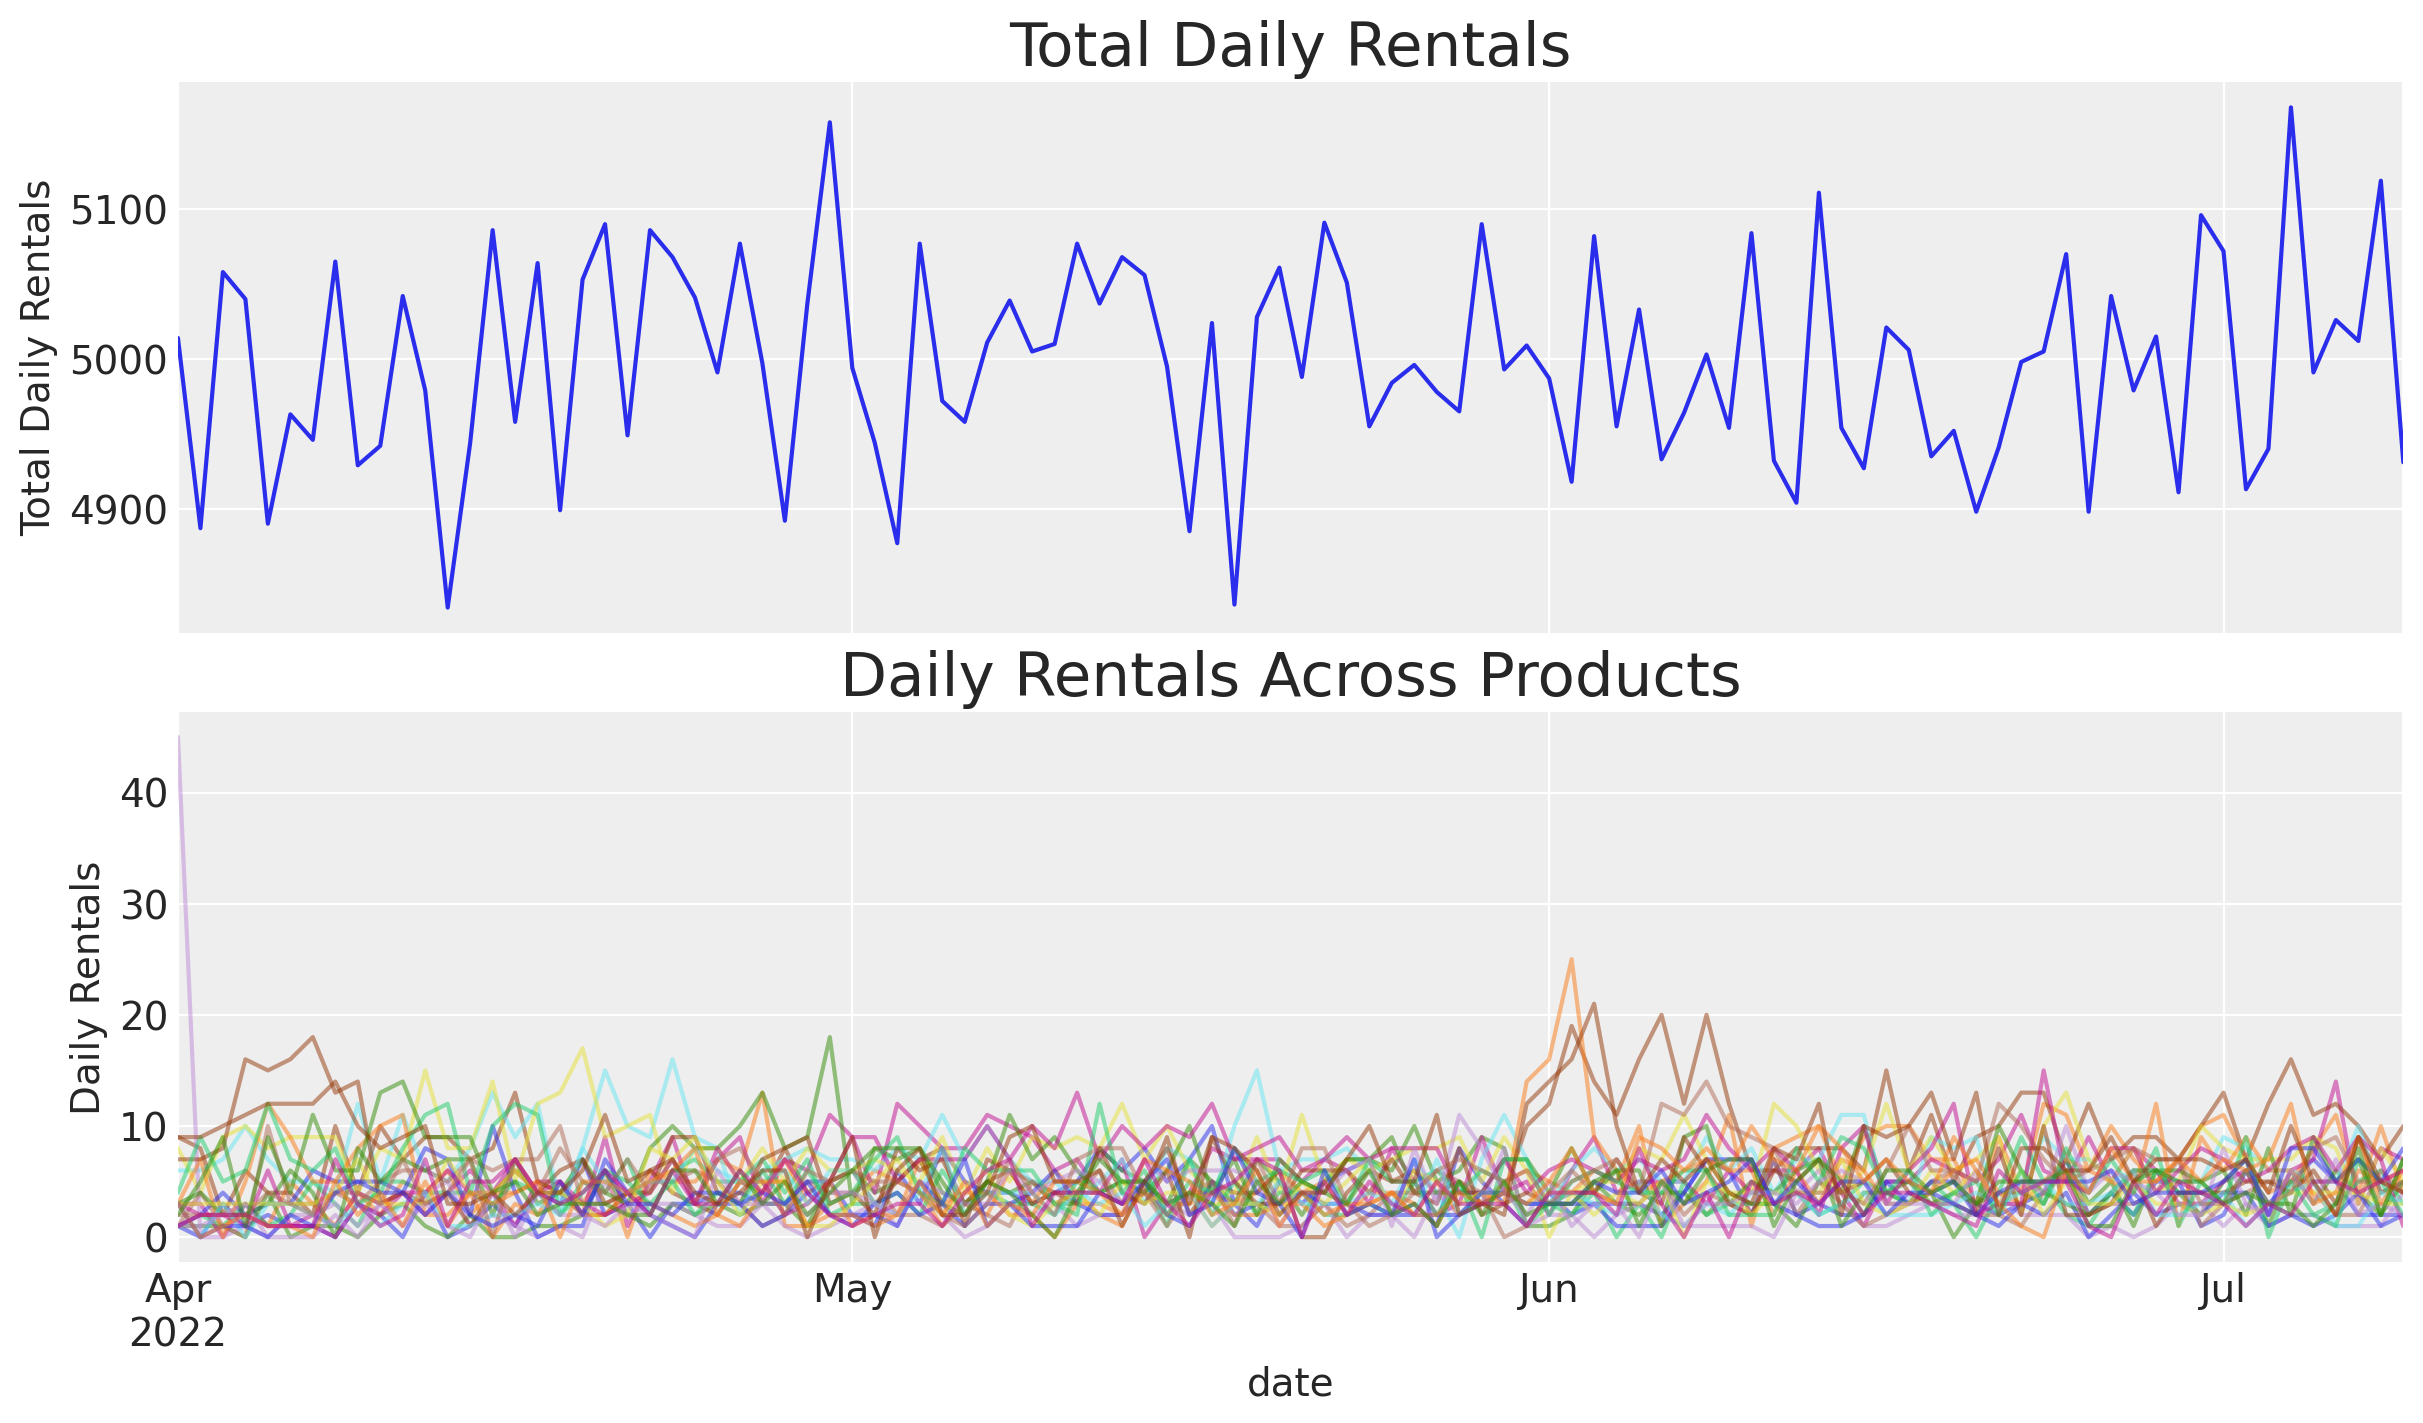 Total Daily Rentals
Total Daily Rentals
5100
5000
4900
Daily Rentals Across Products
Daily Rentals
40
30
20
10
0
Apr
2022
May
Jun
Jul
date